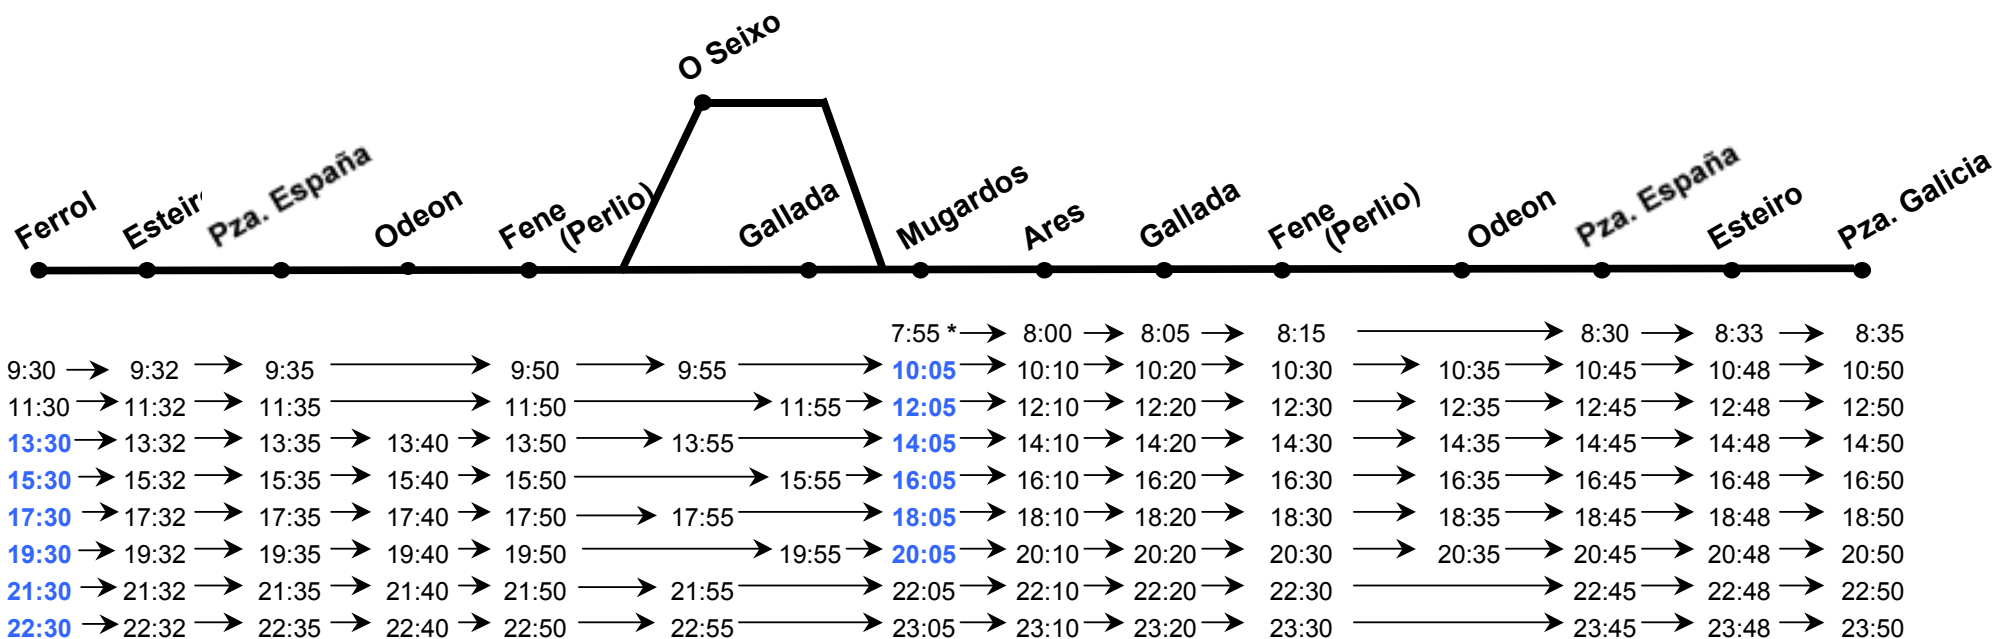 O Seixo
Ferrol
Pza. España
Odeon
Fene (Perlio)
Gallada
Mugardos
Ares
Gallada
Fene (Perlio)
Odeon
Pza. España
Esteiro
Pza. Galicia
7:55 * 8:00 8:05 8:15 8:30 8:33 8:35
9:30 9:32 9:35 9:50 9:55 10:05 10:10 10:20 10:30 10:35 10:45 10:48 10:50
11:30 11:32 11:35 11:50 11:55 12:05 12:10 12:20 12:30 12:35 12:45 12:48 12:50
13:30 13:32 13:35 13:40 13:50 13:55 14:05 14:10 14:20 14:30 14:35 14:45 14:48 14:50
15:30 15:32 15:35 15:40 15:50 15:55 16:05 16:10 16:20 16:30 16:35 16:45 16:48 16:50
17:30 17:32 17:35 17:40 17:50 17:55 18:05 18:10 18:20 18:30 18:35 18:45 18:48 18:50
19:30 19:32 19:35 19:40 19:50 19:55 20:05 20:10 20:20 20:30 20:35 20:45 20:48 20:50
21:30 21:32 21:35 21:40 21:50 21:55 22:05 22:10 22:20 22:30 22:45 22:48 22:50
22:30 22:32 22:35 22:40 22:50 22:55 23:05 23:10 23:20 23:30 23:45 23:48 23:50